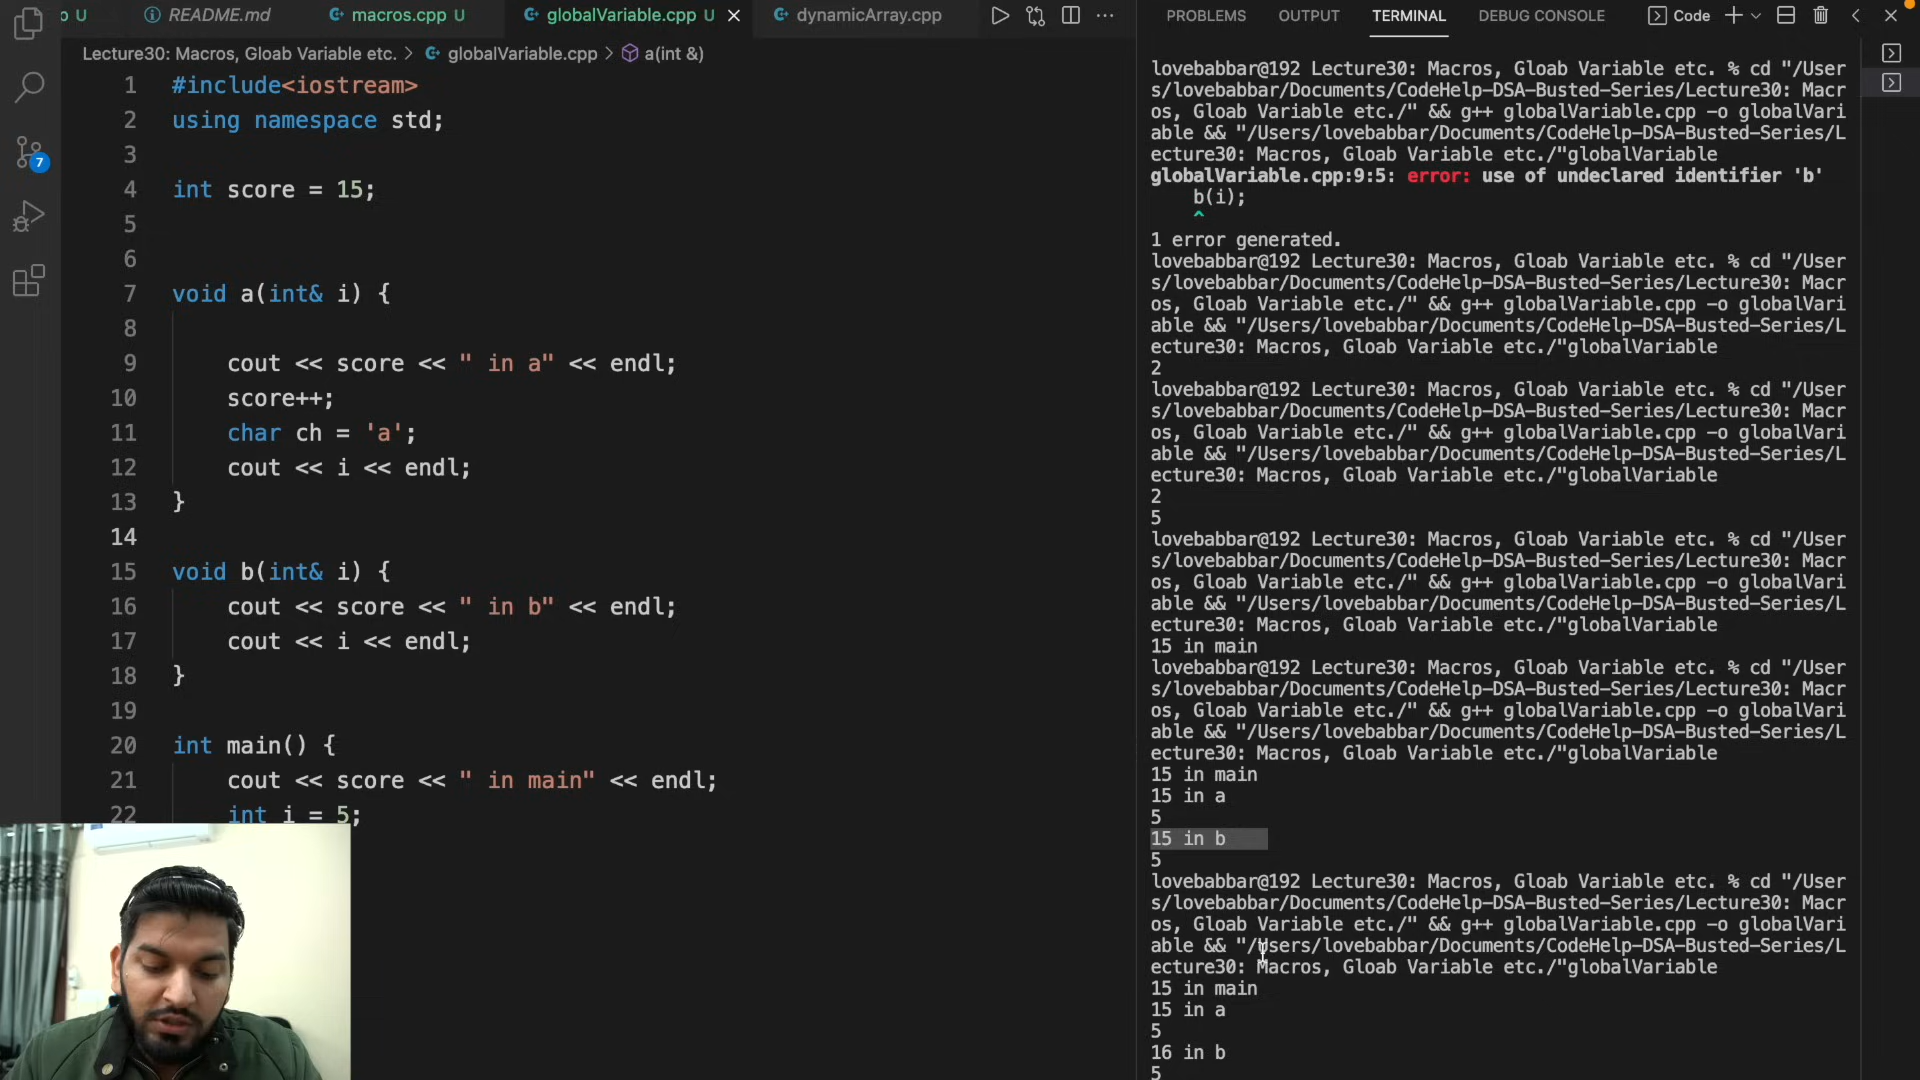 o U
README.md
macros.cpp U
globalVariable.cpp U
dynamicArray.cpp
Lecture30: Macros, Gloab Variable etc. > globalVariable.cpp > a(int &)
7
1 #include<iostream>
2 using namespace std;
3
4 int score = 15;
5
6
7 void a(int& i) {
8
9 cout << score << " in a" << endl;
10 score++;
11 char ch = 'a';
12 cout << i << endl;
13 }
14
15 void b(int& i) {
16 cout << score << " in b" << endl;
17 cout << i << endl;
18 }
19
20 int main() {
21 cout << score << " in main" << endl;
22 int i = 5;
PROBLEMS OUTPUT TERMINAL DEBUG CONSOLE Code
lovebabbar@192 Lecture30: Macros, Gloab Variable etc. % cd "/User
s/lovebabbar/Documents/CodeHelp-DSA-Busted-Series/Lecture30: Macr
os, Gloab Variable etc./" && g++ globalVariable.cpp -o globalVari
able && "/Users/lovebabbar/Documents/CodeHelp-DSA-Busted-Series/L
ecture30: Macros, Gloab Variable etc./"globalVariable
globalVariable.cpp:9:5: error: use of undeclared identifier 'b'
b(i);
^
1 error generated.
lovebabbar@192 Lecture30: Macros, Gloab Variable etc. % cd "/User
s/lovebabbar/Documents/CodeHelp-DSA-Busted-Series/Lecture30: Macr
os, Gloab Variable etc./" && g++ globalVariable.cpp -o globalVari
able && "/Users/lovebabbar/Documents/CodeHelp-DSA-Busted-Series/L
ecture30: Macros, Gloab Variable etc./"globalVariable
2
lovebabbar@192 Lecture30: Macros, Gloab Variable etc. % cd "/User
s/lovebabbar/Documents/CodeHelp-DSA-Busted-Series/Lecture30: Macr
os, Gloab Variable etc./" && g++ globalVariable.cpp -o globalVari
able && "/Users/lovebabbar/Documents/CodeHelp-DSA-Busted-Series/L
ecture30: Macros, Gloab Variable etc./"globalVariable
2
5
lovebabbar@192 Lecture30: Macros, Gloab Variable etc. % cd "/User
s/lovebabbar/Documents/CodeHelp-DSA-Busted-Series/Lecture30: Macr
os, Gloab Variable etc./" && g++ globalVariable.cpp -o globalVari
able && "/Users/lovebabbar/Documents/CodeHelp-DSA-Busted-Series/L
ecture30: Macros, Gloab Variable etc./"globalVariable
15 in main
lovebabbar@192 Lecture30: Macros, Gloab Variable etc. % cd "/User
s/lovebabbar/Documents/CodeHelp-DSA-Busted-Series/Lecture30: Macr
os, Gloab Variable etc./" && g++ globalVariable.cpp -o globalVari
able && "/Users/lovebabbar/Documents/CodeHelp-DSA-Busted-Series/L
ecture30: Macros, Gloab Variable etc./"globalVariable
15 in main
15 in a
5
15 in b
5
lovebabbar@192 Lecture30: Macros, Gloab Variable etc. % cd "/User
s/lovebabbar/Documents/CodeHelp-DSA-Busted-Series/Lecture30: Macr
os, Gloab Variable etc./" && g++ globalVariable.cpp -o globalVari
able && "/Users/lovebabbar/Documents/CodeHelp-DSA-Busted-Series/L
ecture30: Macros, Gloab Variable etc./"globalVariable
15 in main
15 in a
5
16 in b
5